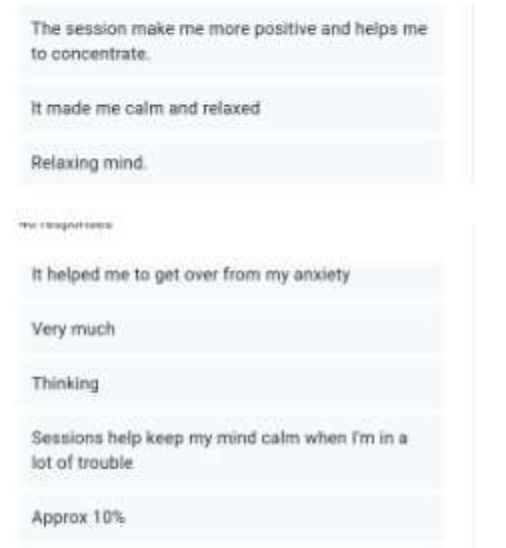 The session make me more positive and helps me
to concentrate.
It made me calm and relaxed
Relaxing mind.
responses
It helped me to get over from my anxiety
Very much
Thinking
Sessions help keep my mind calm when I'm in a
lot of trouble
Approx 10%